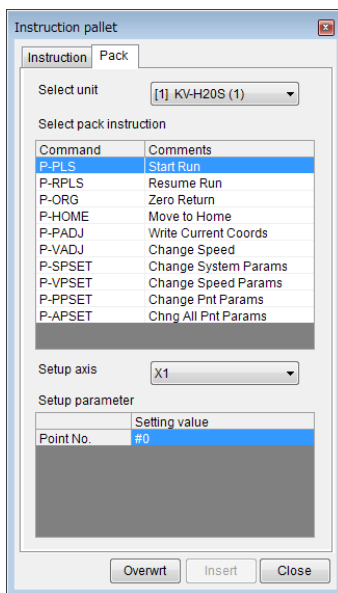 Instruction pallet
Instruction Pack
Select unit [1] KV-H20S (1)
Select pack instruction
Command Comments
P-PLS Start Run
P-RPLS Resume Run
P-ORG Zero Return
P-HOME Move to Home
P-PADJ Write Current Coords
P-VADJ Change Speed
P-SPSET Change System Params
P-VPSET Change Speed Params
P-PPSET Change Pnt Params
P-APSET Chng All Pnt Params
Setup axis X1
Setup parameter
Setting value
Point No. #0
Overwrt Insert Close